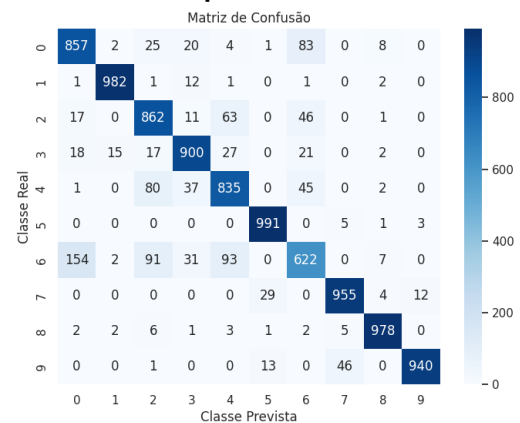 Matriz de Confusão
0 857 2 25 20 4 1 83 0 8 0
1 1 982 1 12 1 0 1 0 2 0
2 17 0 862 11 63 0 46 0 1 0
3 18 15 17 900 27 0 21 0 2 0
4 1 0 80 37 835 0 45 0 2 0
5 0 0 0 0 0 991 0 5 1 3
6 154 2 91 31 93 0 622 0 7 0
7 0 0 0 0 0 29 0 955 4 12
8 2 2 6 1 3 1 2 5 978 0
9 0 0 1 0 0 13 0 46 0 940
0 1 2 3 4 5 6 7 8 9
Classe Real
Classe Prevista
800
600
400
200
0